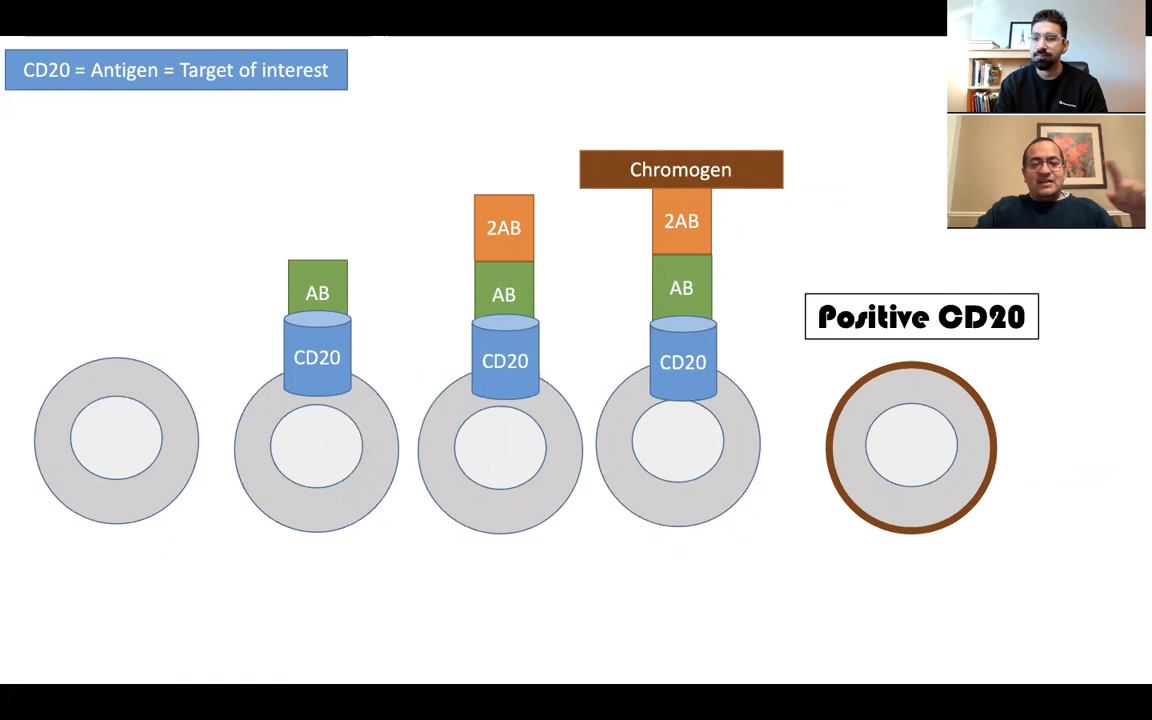 CD20 = Antigen = Target of interest
Chromogen
2AB
2AB
AB
AB
AB
CD20
CD20
CD20
Positive CD20